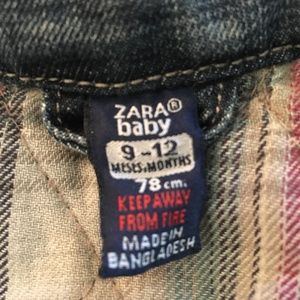 ZARA®
baby
9-12
MESES.MONTHS
78 cm.
KEEP AWAY
FROM FIRE
MADE IN
BANGLADESH